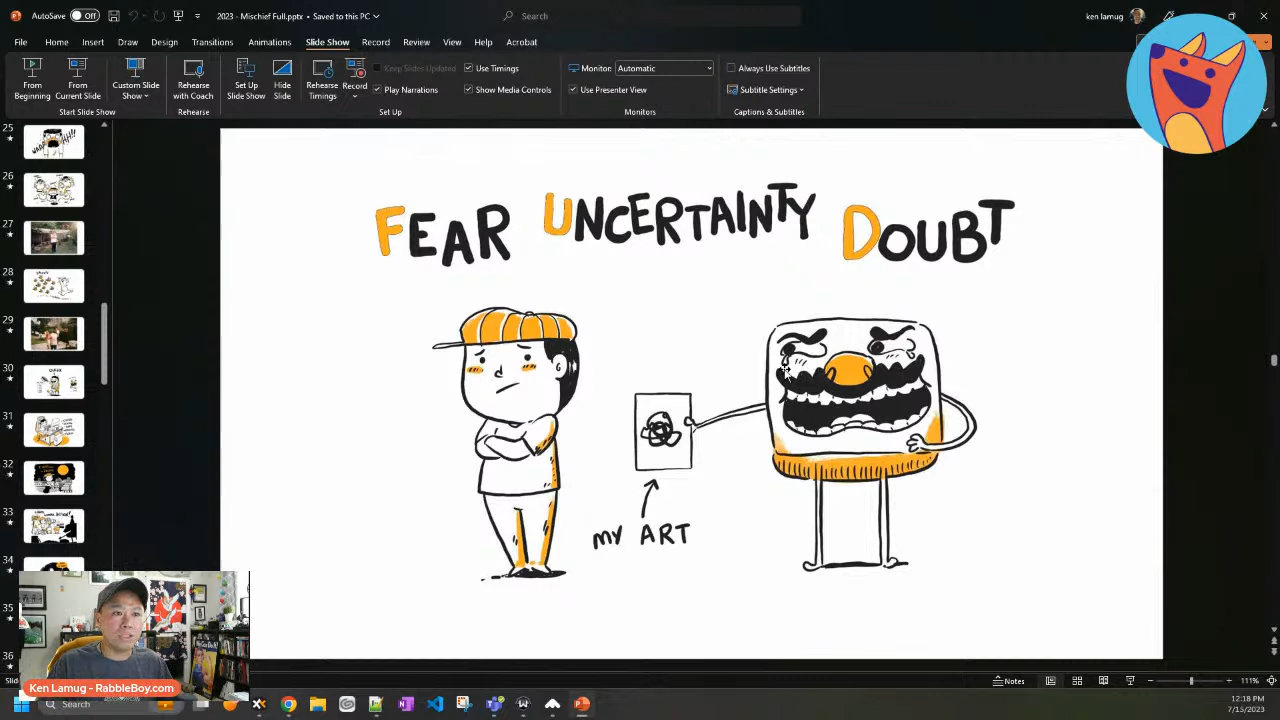 AutoSave
Off
2023 - Mischief Full.pptx • Saved to this PC
Search
ken lamug
File Home Insert Draw Design Transitions Animations Slide Show Record Review View Help Acrobat
From Beginning
From Current Slide
Custom Slide Show
Rehearse with Coach
Set Up Slide Show
Hide Slide
Rehearse Timings
Record
Keep Slides Updated
Play Narrations
Use Timings
Show Media Controls
Monitor: Automatic
Use Presenter View
Always Use Subtitles
Subtitle Settings
Start Slide Show
Rehearse
Set Up
Monitors
Captions & Subtitles
25
26
27
28
29
30
31
32
33
34
35
36
FEAR UNCERTAINTY DOUBT
MY ART
Ken Lamug - RabbleBoy.com
Notes
111%
Search
12:18 PM
7/15/2023